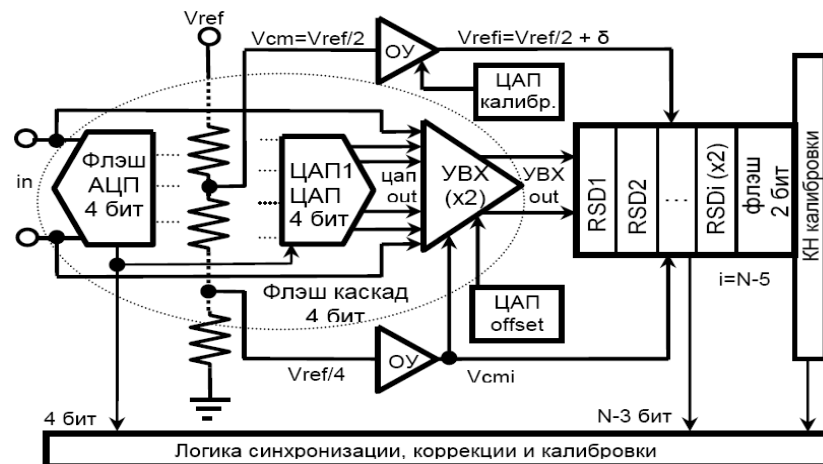 Vref
Vcm=Vref/2
ОУ
Vrefi=Vref/2 + δ
ЦАП
калибр.
in
Флэш
АЦП
4 бит
ЦАП1
ЦАП
4 бит
цап
out
УВХ
(x2)
УВХ
out
RSD1
RSD2
...
RSDi (x2)
флэш
2 бит
КН калибровки
i=N-5
Флэш каскад
4 бит
ЦАП
offset
Vref/4
ОУ
Vcmi
4 бит
N-3 бит
Логика синхронизации, коррекции и калибровки